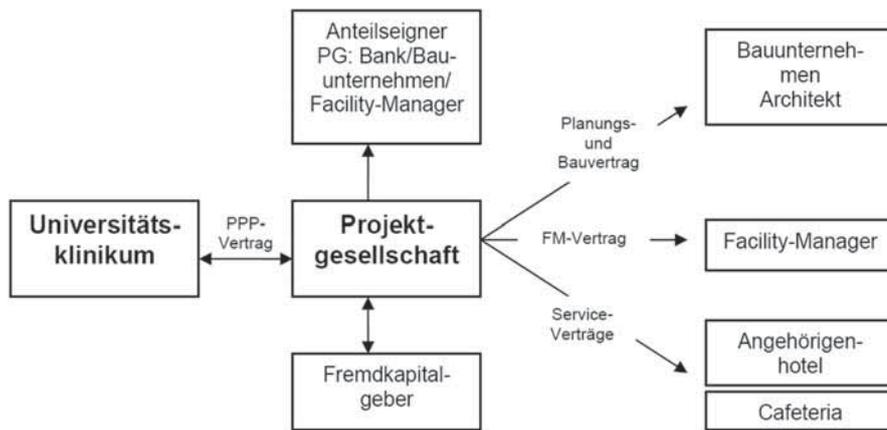 Anteilseigner
PG: Bank/Bau-
unternehmen/
Facility-Manager
Bauunterneh-
men
Architekt
Planungs-
und
Bauvertrag
Universitäts-
klinikum
PPP-
Vertrag
Projekt-
gesellschaft
FM-Vertrag
Facility-Manager
Service-
Verträge
Angehörigen-
hotel
Fremdkapital-
geber
Cafeteria